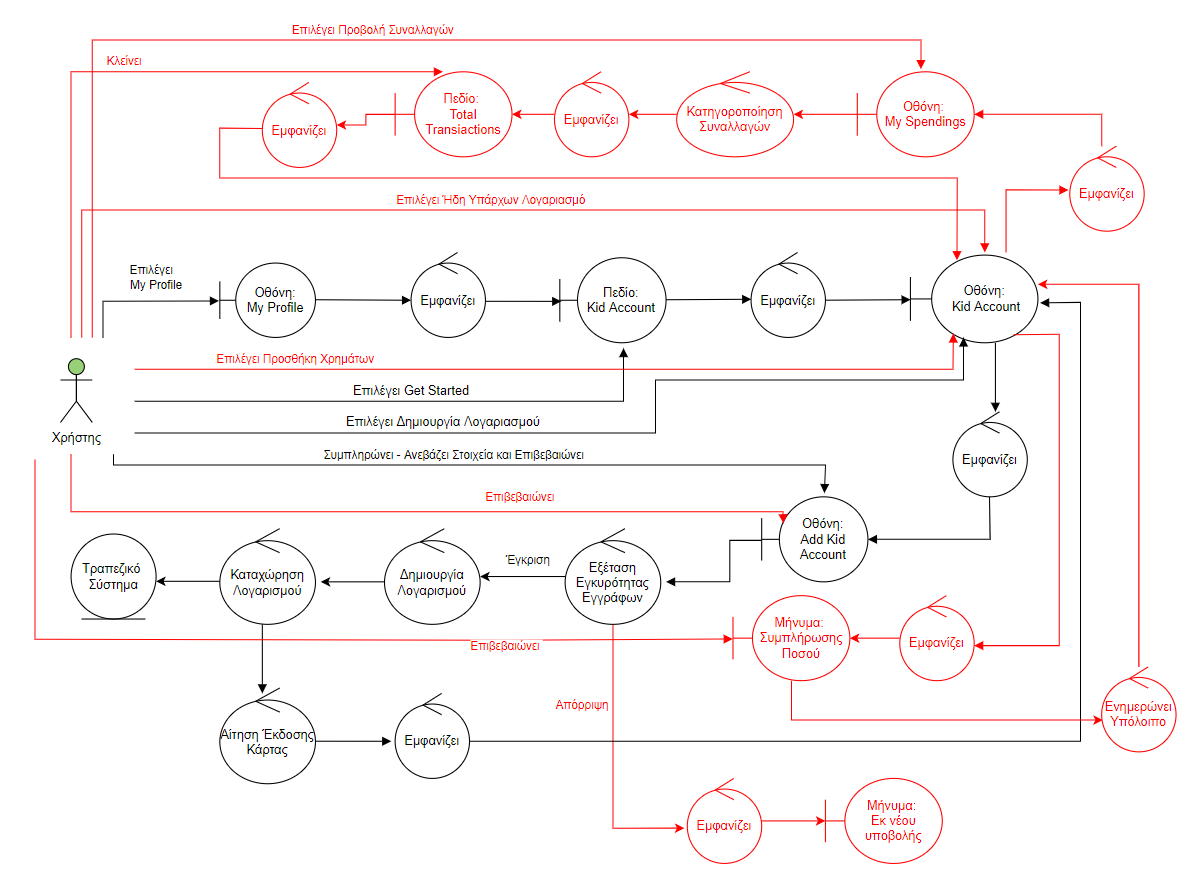 Επιλέγει Προβολή Συναλλαγών
Κλείνει
Εμφανίζει
Πεδίο:
Total
Transiactions
Εμφανίζει
Κατηγοροποίηση
Συναλλαγών
Οθόνη:
My Spendings
Εμφανίζει
Επιλέγει Ήδη Υπάρχων Λογαριασμό
Επιλέγει
My Profile
Οθόνη:
My Profile
Εμφανίζει
Πεδίο:
Kid Account
Εμφανίζει
Οθόνη:
Kid Account
Επιλέγει Προσθήκη Χρημάτων
Επιλέγει Get Started
Επιλέγει Δημιουργία Λογαριασμού
Χρήστης
Συμπληρώνει - Ανεβάζει Στοιχεία και Επιβεβαιώνει
Εμφανίζει
Επιβεβαιώνει
Οθόνη:
Add Kid
Account
Έγκριση
Εξέταση
Εγκυρότητας
Εγγράφων
Δημιουργία
Λογαρισμού
Καταχώρηση
Λογαρισμού
Τραπεζικό
Σύστημα
Επιβεβαιώνει
Μήνυμα:
Συμπλήρωσης
Ποσού
Εμφανίζει
Απόρριψη
Ενημερώνει
Υπόλοιπο
Αίτηση Έκδοσης
Κάρτας
Εμφανίζει
Εμφανίζει
Μήνυμα:
Εκ νέου
υποβολής